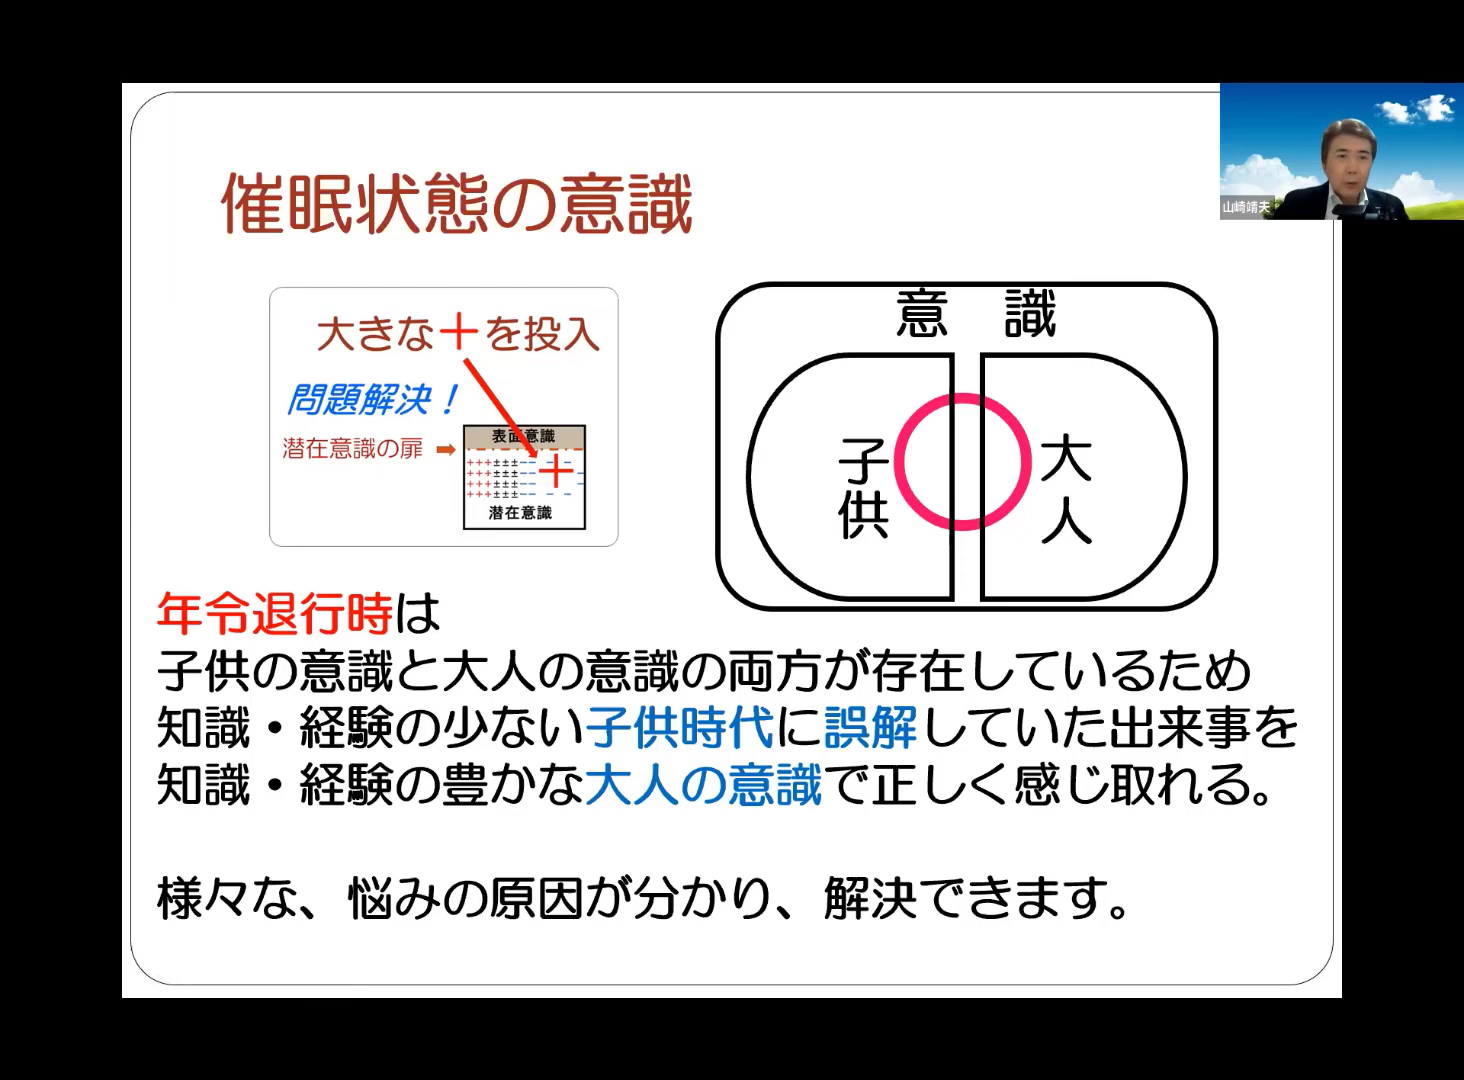 催眠状態の意識
山崎靖夫
大きな＋を投入
問題解決！
潜在意識の扉
表面意識
+++±±±−− −
+++±±±−− −
+++±±±−−
+++±±±−− − −
＋
潜在意識
意 識
子供
大人
年令退行時は
子供の意識と大人の意識の両方が存在しているため
知識・経験の少ない子供時代に誤解していた出来事を
知識・経験の豊かな大人の意識で正しく感じ取れる。
様々な、悩みの原因が分かり、解決できます。